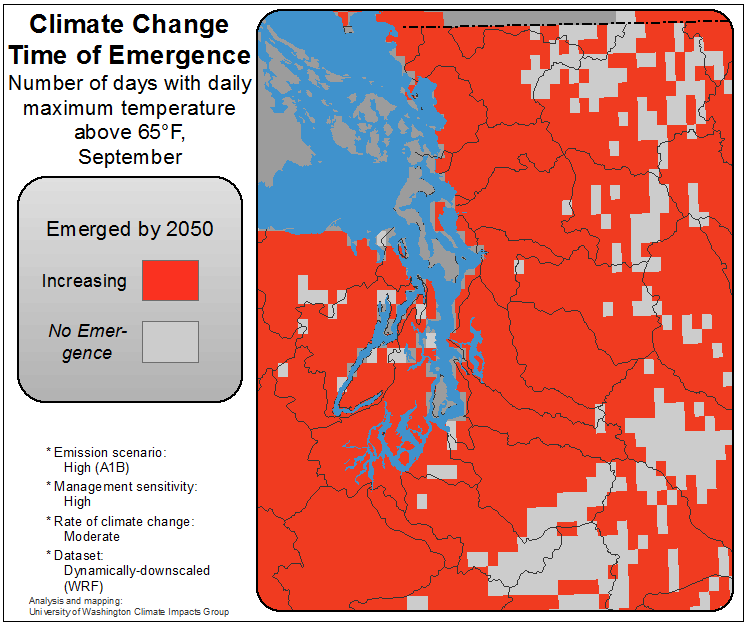 Climate Change
Time of Emergence
Number of days with daily
maximum temperature
above 65°F,
September
Emerged by 2050
Increasing
No Emer-
gence
* Emission scenario:
High (A1B)
* Management sensitivity:
High
* Rate of climate change:
Moderate
* Dataset:
Dynamically-downscaled
(WRF)
Analysis and mapping:
University of Washington Climate Impacts Group